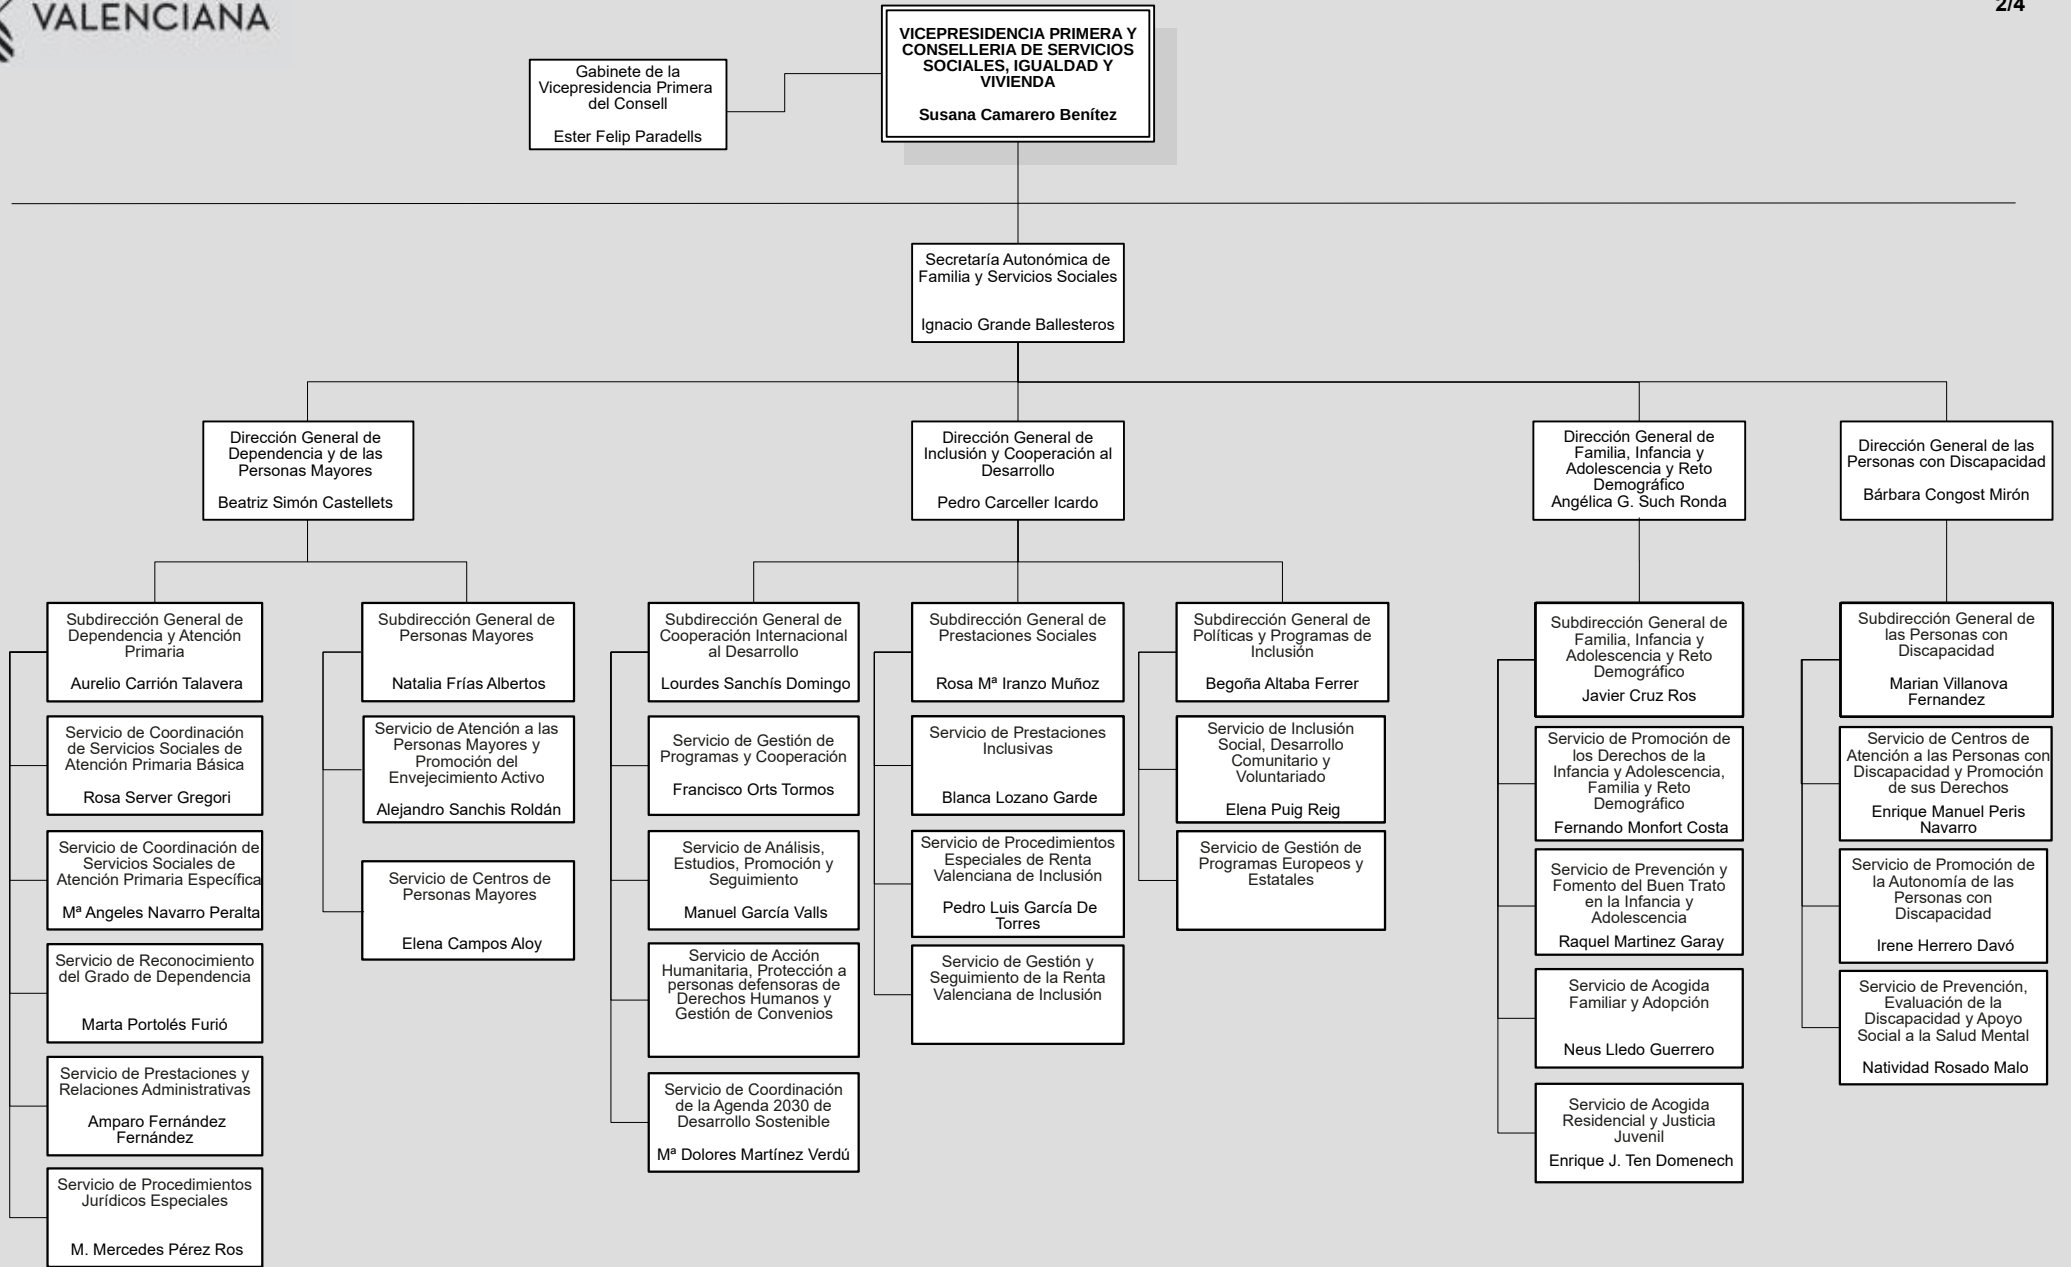 VALENCIANA
2/4
VICEPRESIDENCIA PRIMERA Y
CONSELLERIA DE SERVICIOS
SOCIALES, IGUALDAD Y
VIVIENDA
Susana Camarero Benítez
Gabinete de la
Vicepresidencia Primera
del Consell
Ester Felip Paradells
Secretaría Autonómica de
Familia y Servicios Sociales
Ignacio Grande Ballesteros
Dirección General de
Dependencia y de las
Personas Mayores
Beatriz Simón Castellets
Dirección General de
Inclusión y Cooperación al
Desarrollo
Pedro Carceller Icardo
Dirección General de
Familia, Infancia y
Adolescencia y Reto
Demográfico
Angélica G. Such Ronda
Dirección General de las
Personas con Discapacidad
Bárbara Congost Mirón
Subdirección General de
Dependencia y Atención
Primaria
Aurelio Carrión Talavera
Servicio de Coordinación
de Servicios Sociales de
Atención Primaria Básica
Rosa Server Gregori
Servicio de Coordinación de
Servicios Sociales de
Atención Primaria Específica
Mª Angeles Navarro Peralta
Servicio de Reconocimiento
del Grado de Dependencia
Marta Portolés Furió
Servicio de Prestaciones y
Relaciones Administrativas
Amparo Fernández
Fernández
Servicio de Procedimientos
Jurídicos Especiales
M. Mercedes Pérez Ros
Subdirección General de
Personas Mayores
Natalia Frías Albertos
Servicio de Atención a las
Personas Mayores y
Promoción del
Envejecimiento Activo
Alejandro Sanchis Roldán
Servicio de Centros de
Personas Mayores
Elena Campos Aloy
Subdirección General de
Cooperación Internacional
al Desarrollo
Lourdes Sanchís Domingo
Servicio de Gestión de
Programas y Cooperación
Francisco Orts Tormos
Servicio de Análisis,
Estudios, Promoción y
Seguimiento
Manuel García Valls
Servicio de Acción
Humanitaria, Protección a
personas defensoras de
Derechos Humanos y
Gestión de Convenios
Servicio de Coordinación
de la Agenda 2030 de
Desarrollo Sostenible
Mª Dolores Martínez Verdú
Subdirección General de
Prestaciones Sociales
Rosa Mª Iranzo Muñoz
Servicio de Prestaciones
Inclusivas
Blanca Lozano Garde
Servicio de Procedimientos
Especiales de Renta
Valenciana de Inclusión
Pedro Luis García De
Torres
Servicio de Gestión y
Seguimiento de la Renta
Valenciana de Inclusión
Subdirección General de
Políticas y Programas de
Inclusión
Begoña Altaba Ferrer
Servicio de Inclusión
Social, Desarrollo
Comunitario y
Voluntariado
Elena Puig Reig
Servicio de Gestión de
Programas Europeos y
Estatales
Subdirección General de
Familia, Infancia y
Adolescencia y Reto
Demográfico
Javier Cruz Ros
Servicio de Promoción de
los Derechos de la
Infancia y Adolescencia,
Familia y Reto
Demográfico
Fernando Monfort Costa
Servicio de Prevención y
Fomento del Buen Trato
en la Infancia y
Adolescencia
Raquel Martinez Garay
Servicio de Acogida
Familiar y Adopción
Neus Lledo Guerrero
Servicio de Acogida
Residencial y Justicia
Juvenil
Enrique J. Ten Domenech
Subdirección General de
las Personas con
Discapacidad
Marian Villanova
Fernandez
Servicio de Centros de
Atención a las Personas con
Discapacidad y Promoción
de sus Derechos
Enrique Manuel Peris
Navarro
Servicio de Promoción de
la Autonomía de las
Personas con
Discapacidad
Irene Herrero Davó
Servicio de Prevención,
Evaluación de la
Discapacidad y Apoyo
Social a la Salud Mental
Natividad Rosado Malo